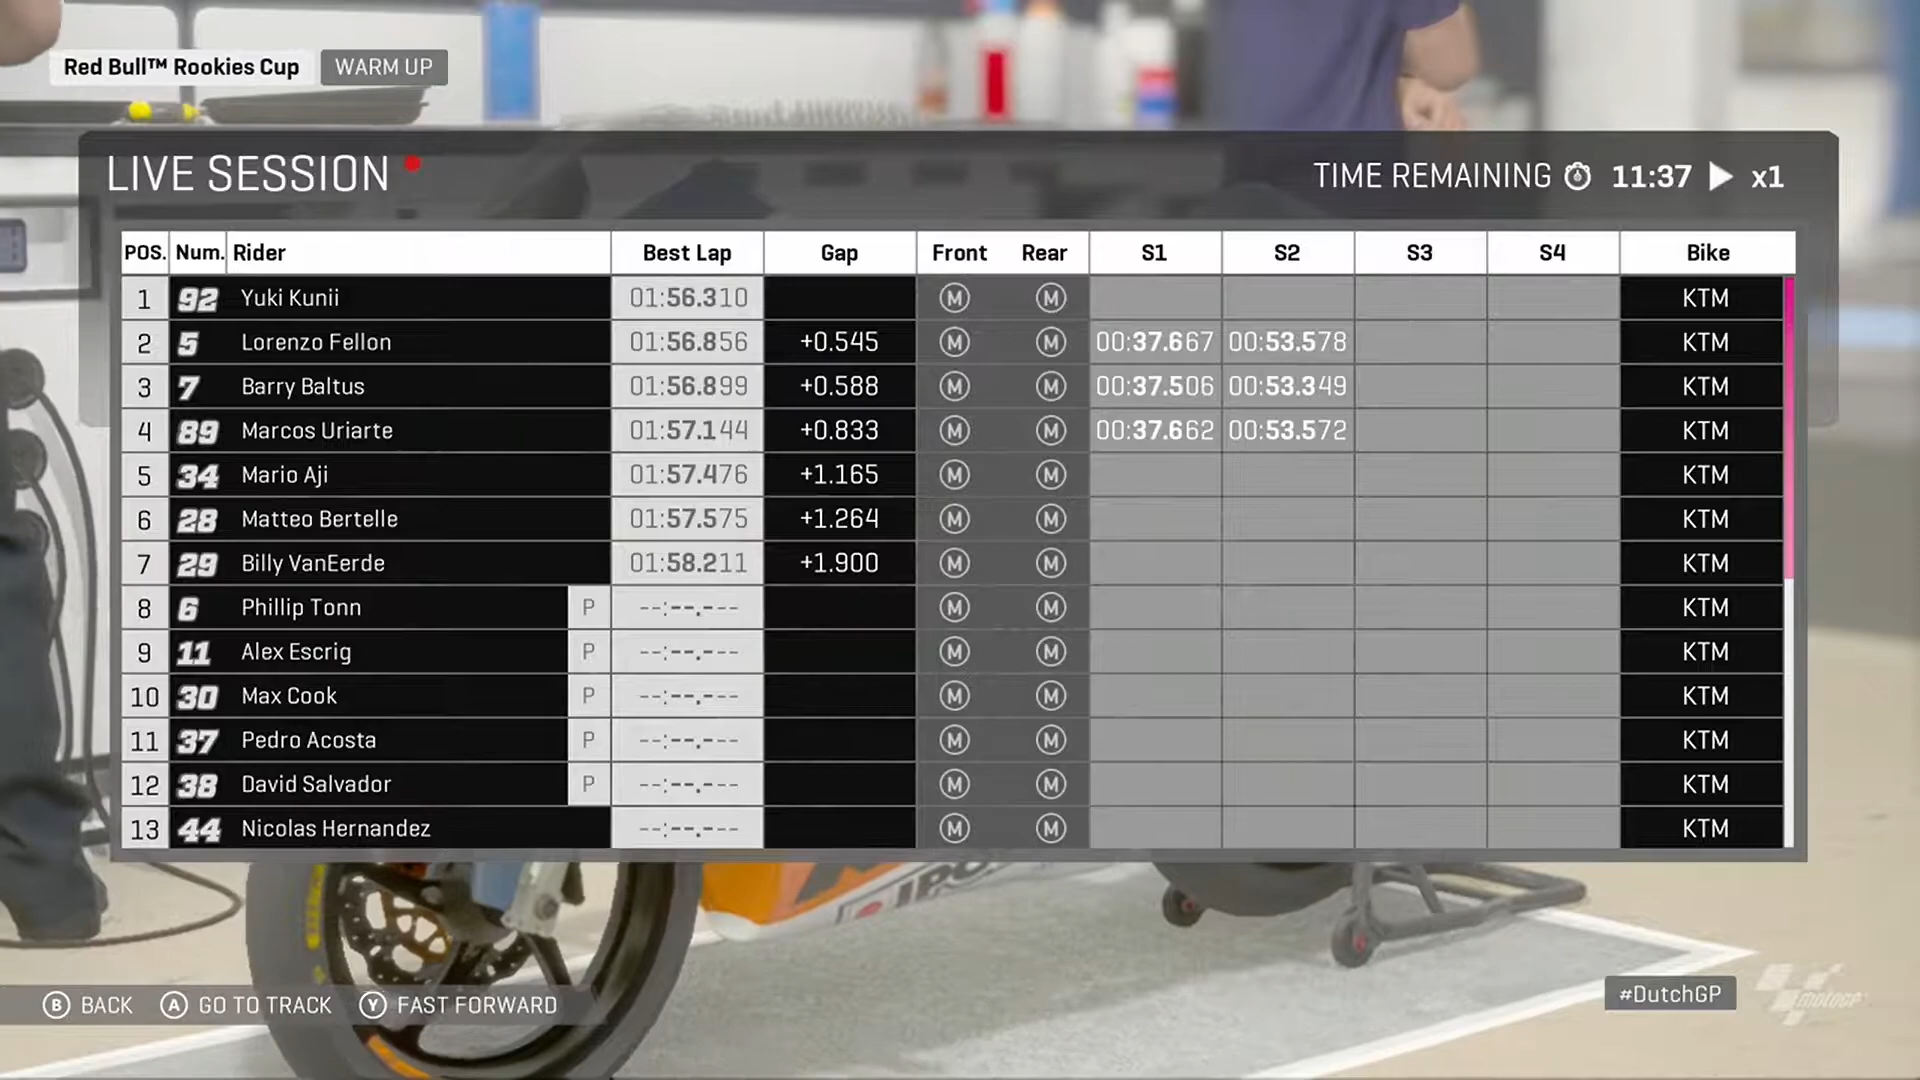 Red Bull™ Rookies Cup WARM UP
LIVE SESSION TIME REMAINING 11:37 x1
POS. Num. Rider Best Lap Gap Front Rear S1 S2 S3 S4 Bike
1 92 Yuki Kunii 01:56.310 M M KTM
2 5 Lorenzo Fellon 01:56.856 +0.545 M M 00:37.667 00:53.578 KTM
3 7 Barry Baltus 01:56.899 +0.588 M M 00:37.506 00:53.349 KTM
4 89 Marcos Uriarte 01:57.144 +0.833 M M 00:37.662 00:53.572 KTM
5 34 Mario Aji 01:57.476 +1.165 M M KTM
6 28 Matteo Bertelle 01:57.575 +1.264 M M KTM
7 29 Billy VanEerde 01:58.211 +1.900 M M KTM
8 6 Phillip Tonn P --:--.--- M M KTM
9 11 Alex Escrig P --:--.--- M M KTM
10 30 Max Cook P --:--.--- M M KTM
11 37 Pedro Acosta P --:--.--- M M KTM
12 38 David Salvador P --:--.--- M M KTM
13 44 Nicolas Hernandez --:--.--- M M KTM
B BACK A GO TO TRACK Y FAST FORWARD
#DutchGP MotoGP